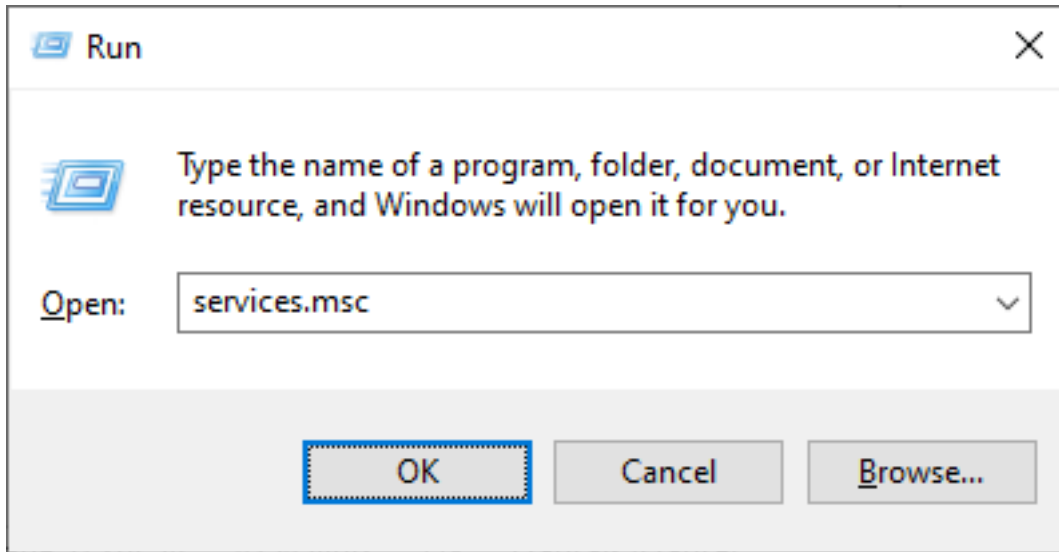 Run
Type the name of a program, folder, document, or Internet
resource, and Windows will open it for you.
Open: services.msc
OK Cancel Browse...